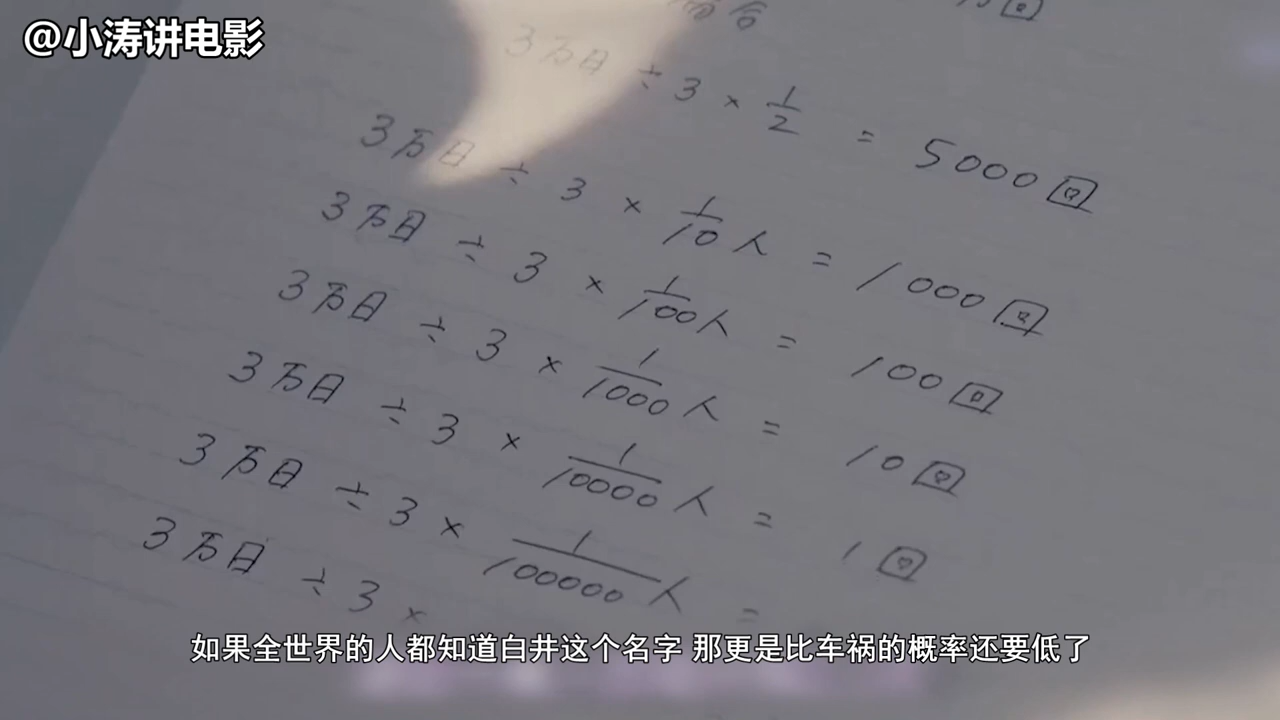 @小涛讲电影
3万日 ÷ 3 × 1/2 = 5000回
3万日 ÷ 3 × 1/10人 = 1000回
3万日 ÷ 3 × 1/100人 = 100回
3万日 ÷ 3 × 1/1000人 = 10回
3万日 ÷ 3 × 1/10000人 = 1回
3万日 ÷ 3 × 1/100000人 =
3万日 ÷ 3 ×
如果全世界的人都知道白井这个名字 那更是比车祸的概率还要低了